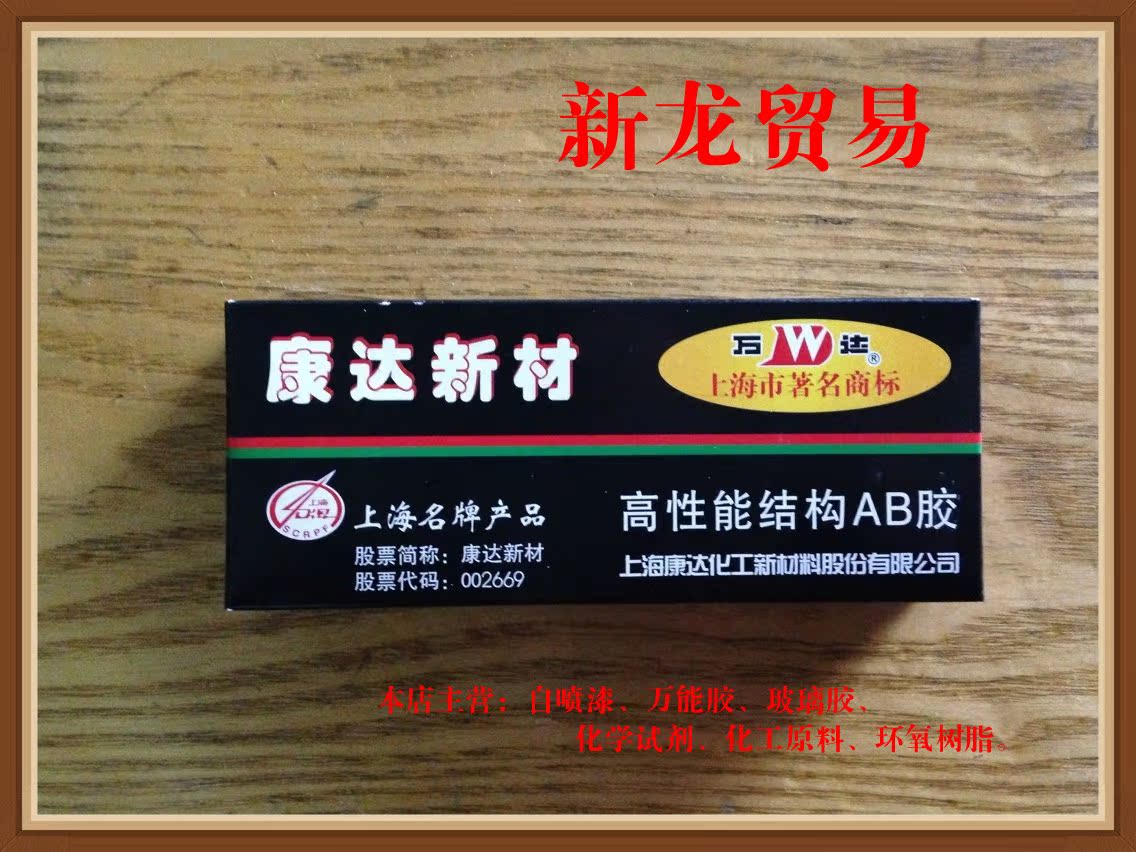 新龙贸易
康达新材
万W达®
上海市著名商标
上海
SCRPF
上海名牌产品
股票简称：康达新材
股票代码：002669
高性能结构AB胶
上海康达化工新材料股份有限公司
本店主营：自喷漆、万能胶、玻璃胶、
化学试剂、化工原料、环氧树脂。